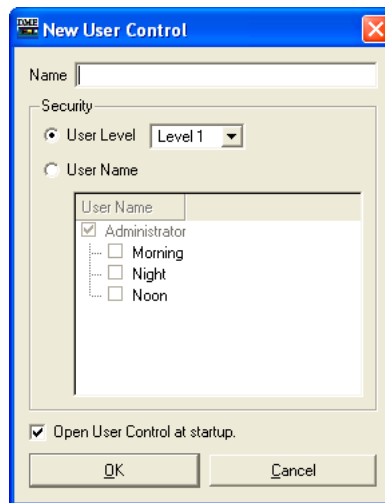 DME
New User Control
Name
Security
User Level Level 1
User Name
User Name
Administrator
Morning
Night
Noon
Open User Control at startup.
OK Cancel